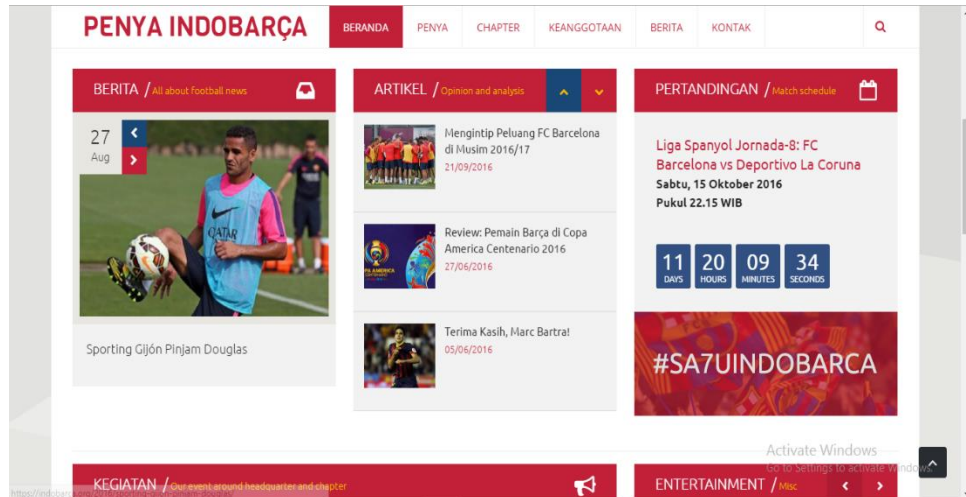 PENYA INDOBARÇA
BERANDA PENYA CHAPTER KEANGGOTAAN BERITA KONTAK
BERITA / All about football news
27
Aug
QATAR
Sporting Gijón Pinjam Douglas
ARTIKEL / Opinion and analysis
Mengintip Peluang FC Barcelona
di Musim 2016/17
21/09/2016
Review: Pemain Barça di Copa
America Centenario 2016
27/06/2016
Terima Kasih, Marc Bartra!
05/06/2016
PERTANDINGAN / Match schedule
Liga Spanyol Jornada-8: FC
Barcelona vs Deportivo La Coruna
Sabtu, 15 Oktober 2016
Pukul 22.15 WIB
11 20 09 34
DAYS HOURS MINUTES SECONDS
#SA7UINDOBARCA
Activate Windows
Go to Settings to activate Windows.
KEGIATAN / Our event around headquarter and chapter
ENTERTAINMENT / Misc